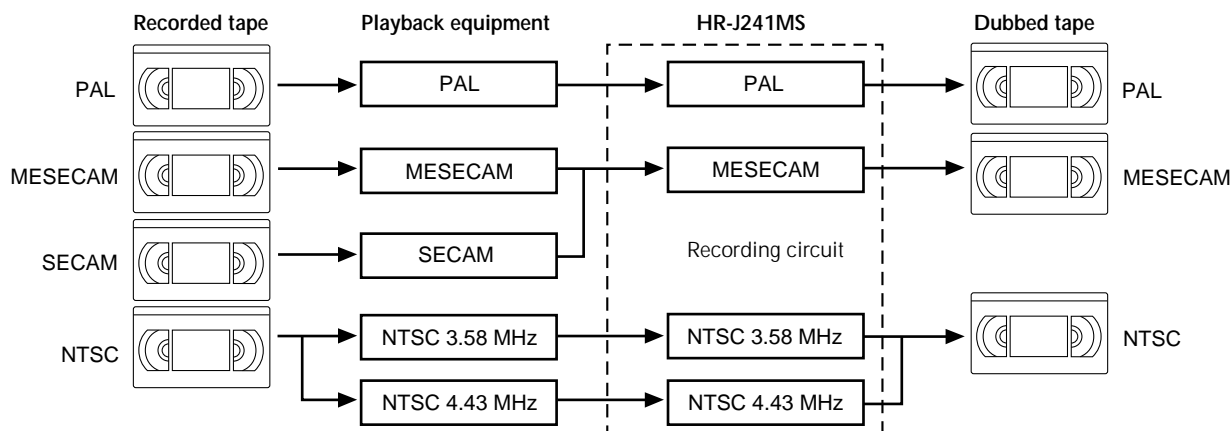 Recorded tape Playback equipment HR-J241MS Dubbed tape
PAL PAL PAL PAL
MESECAM MESECAM MESECAM MESECAM
SECAM SECAM Recording circuit
NTSC NTSC 3.58 MHz NTSC 3.58 MHz NTSC
NTSC 4.43 MHz NTSC 4.43 MHz